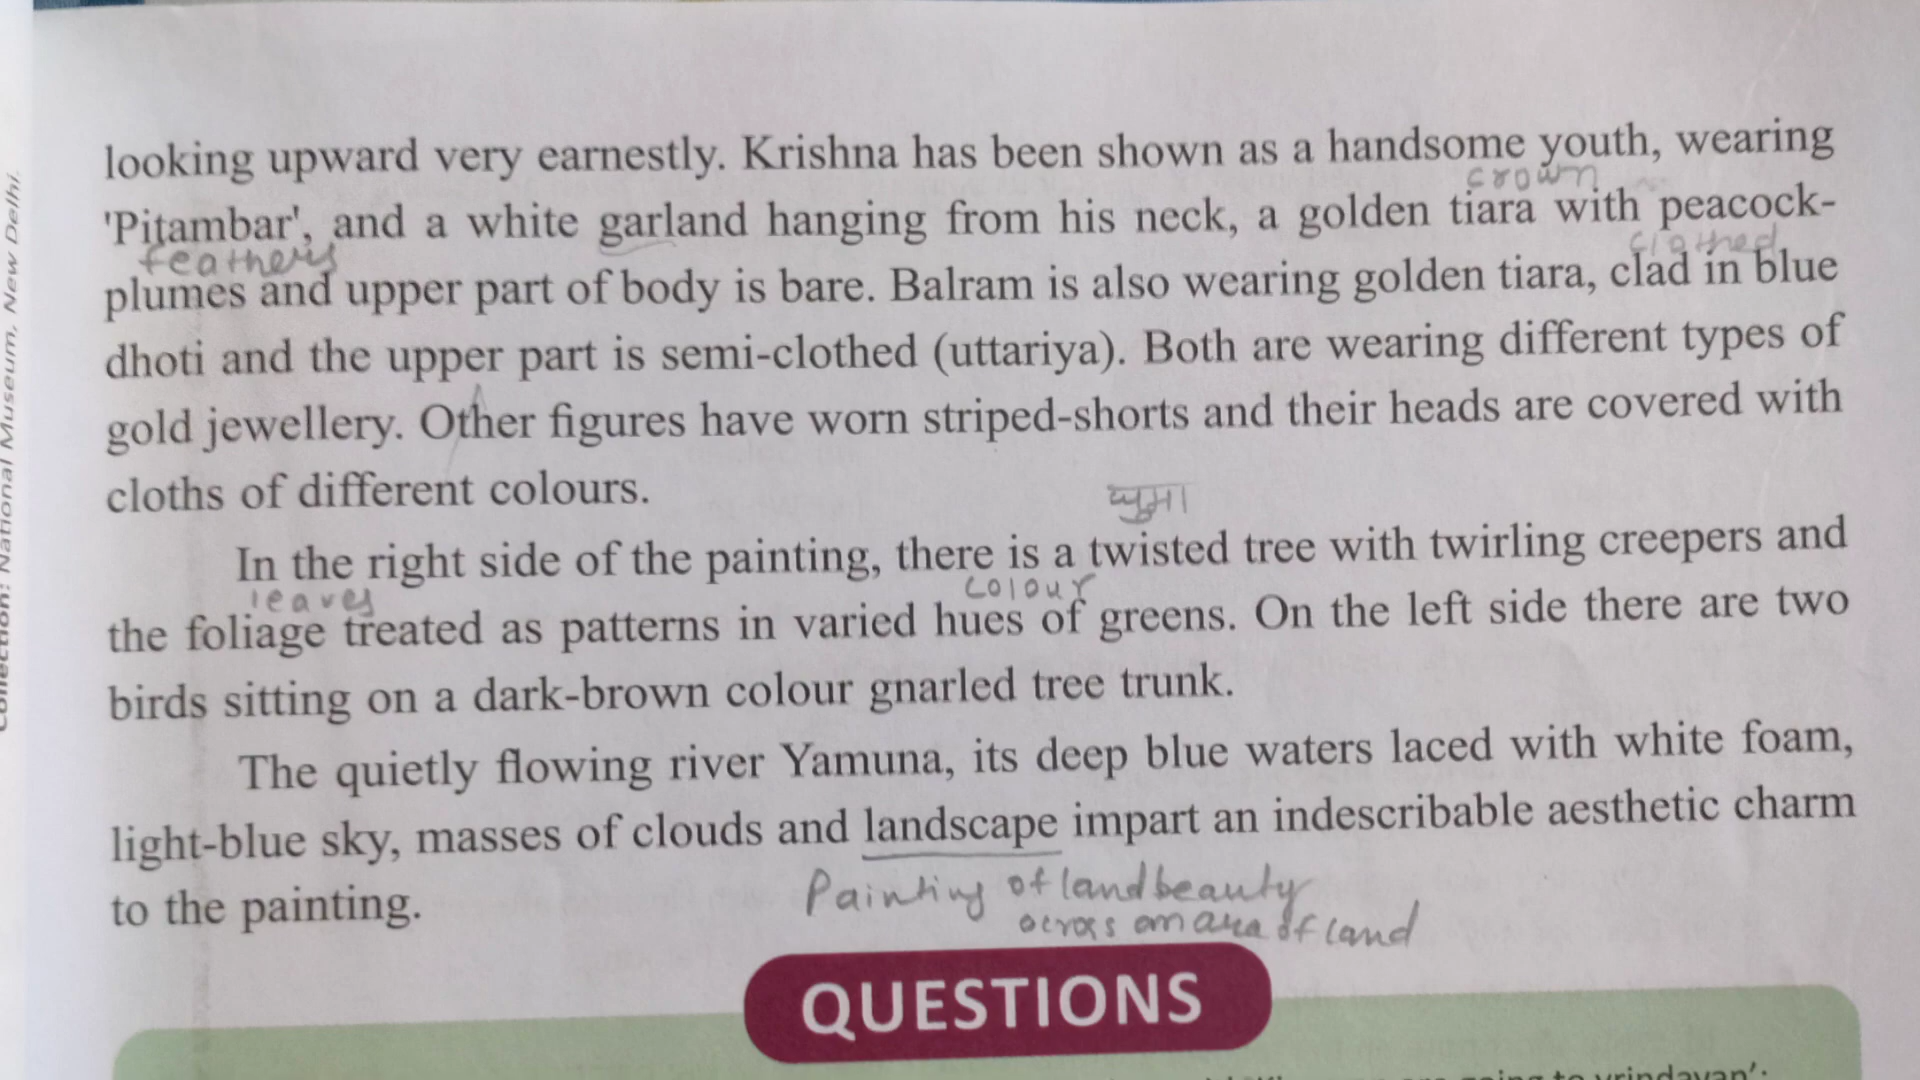 looking upward very earnestly. Krishna has been shown as a handsome youth, wearing
crown
'Pitambar', and a white garland hanging from his neck, a golden tiara with peacock-
feathers
clothed
plumes and upper part of body is bare. Balram is also wearing golden tiara, clad in blue
dhoti and the upper part is semi-clothed (uttariya). Both are wearing different types of
gold jewellery. Other figures have worn striped-shorts and their heads are covered with
cloths of different colours.
In the right side of the painting, there is a twisted tree with twirling creepers and
leaves
colour
the foliage treated as patterns in varied hues of greens. On the left side there are two
birds sitting on a dark-brown colour gnarled tree trunk.
The quietly flowing river Yamuna, its deep blue waters laced with white foam,
light-blue sky, masses of clouds and landscape impart an indescribable aesthetic charm
to the painting.
Painting of land beauty
across an area of land
QUESTIONS
going to vrindavan':
Collection: National Museum, New Delhi.